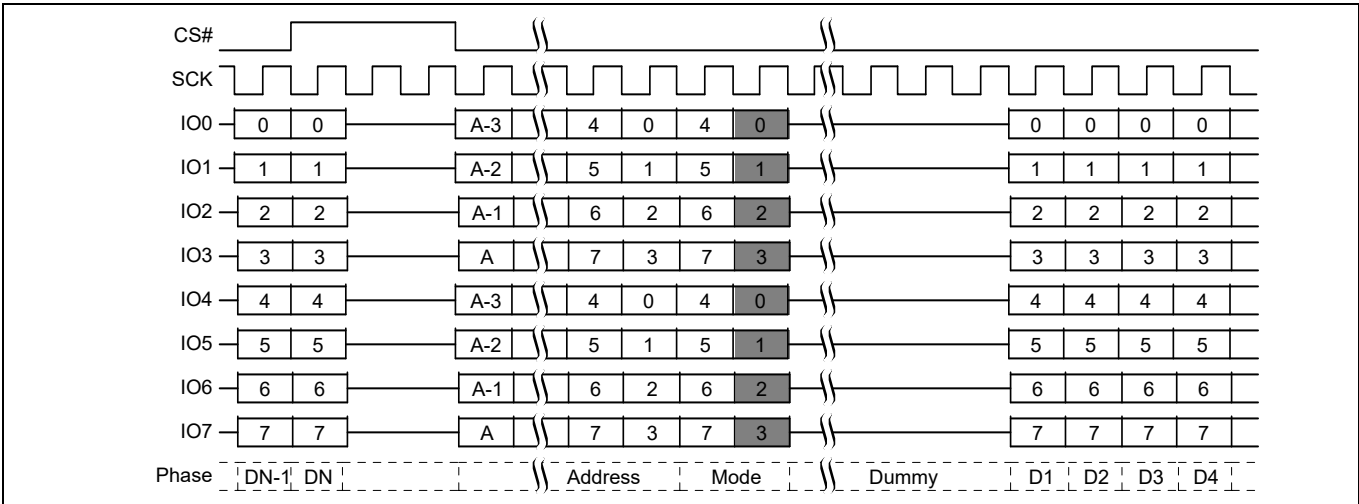 CS#
SCK
IO0 0 0 A-3 4 0 4 0 0 0 0 0
IO1 1 1 A-2 5 1 5 1 1 1 1 1
IO2 2 2 A-1 6 2 6 2 2 2 2 2
IO3 3 3 A 7 3 7 3 3 3 3 3
IO4 4 4 A-3 4 0 4 0 4 4 4 4
IO5 5 5 A-2 5 1 5 1 5 5 5 5
IO6 6 6 A-1 6 2 6 2 6 6 6 6
IO7 7 7 A 7 3 7 3 7 7 7 7
Phase DN-1 DN Address Mode Dummy D1 D2 D3 D4